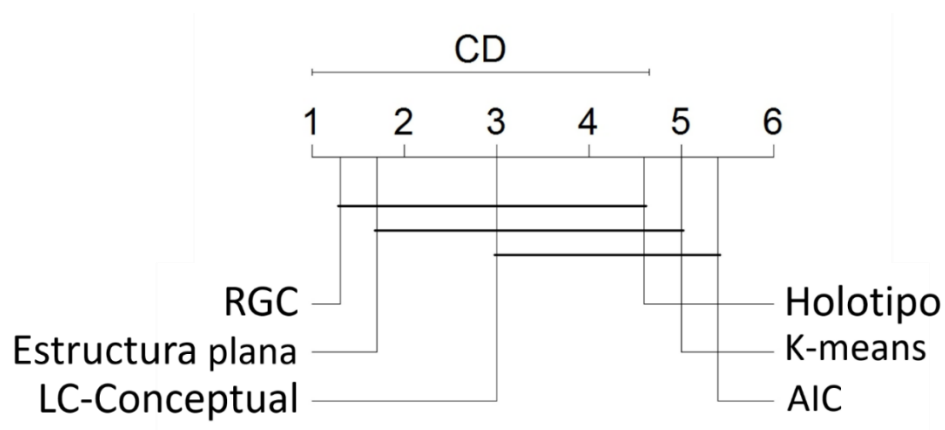 CD
1 2 3 4 5 6
RGC
Holotipo
Estructura plana
K-means
LC-Conceptual
AIC